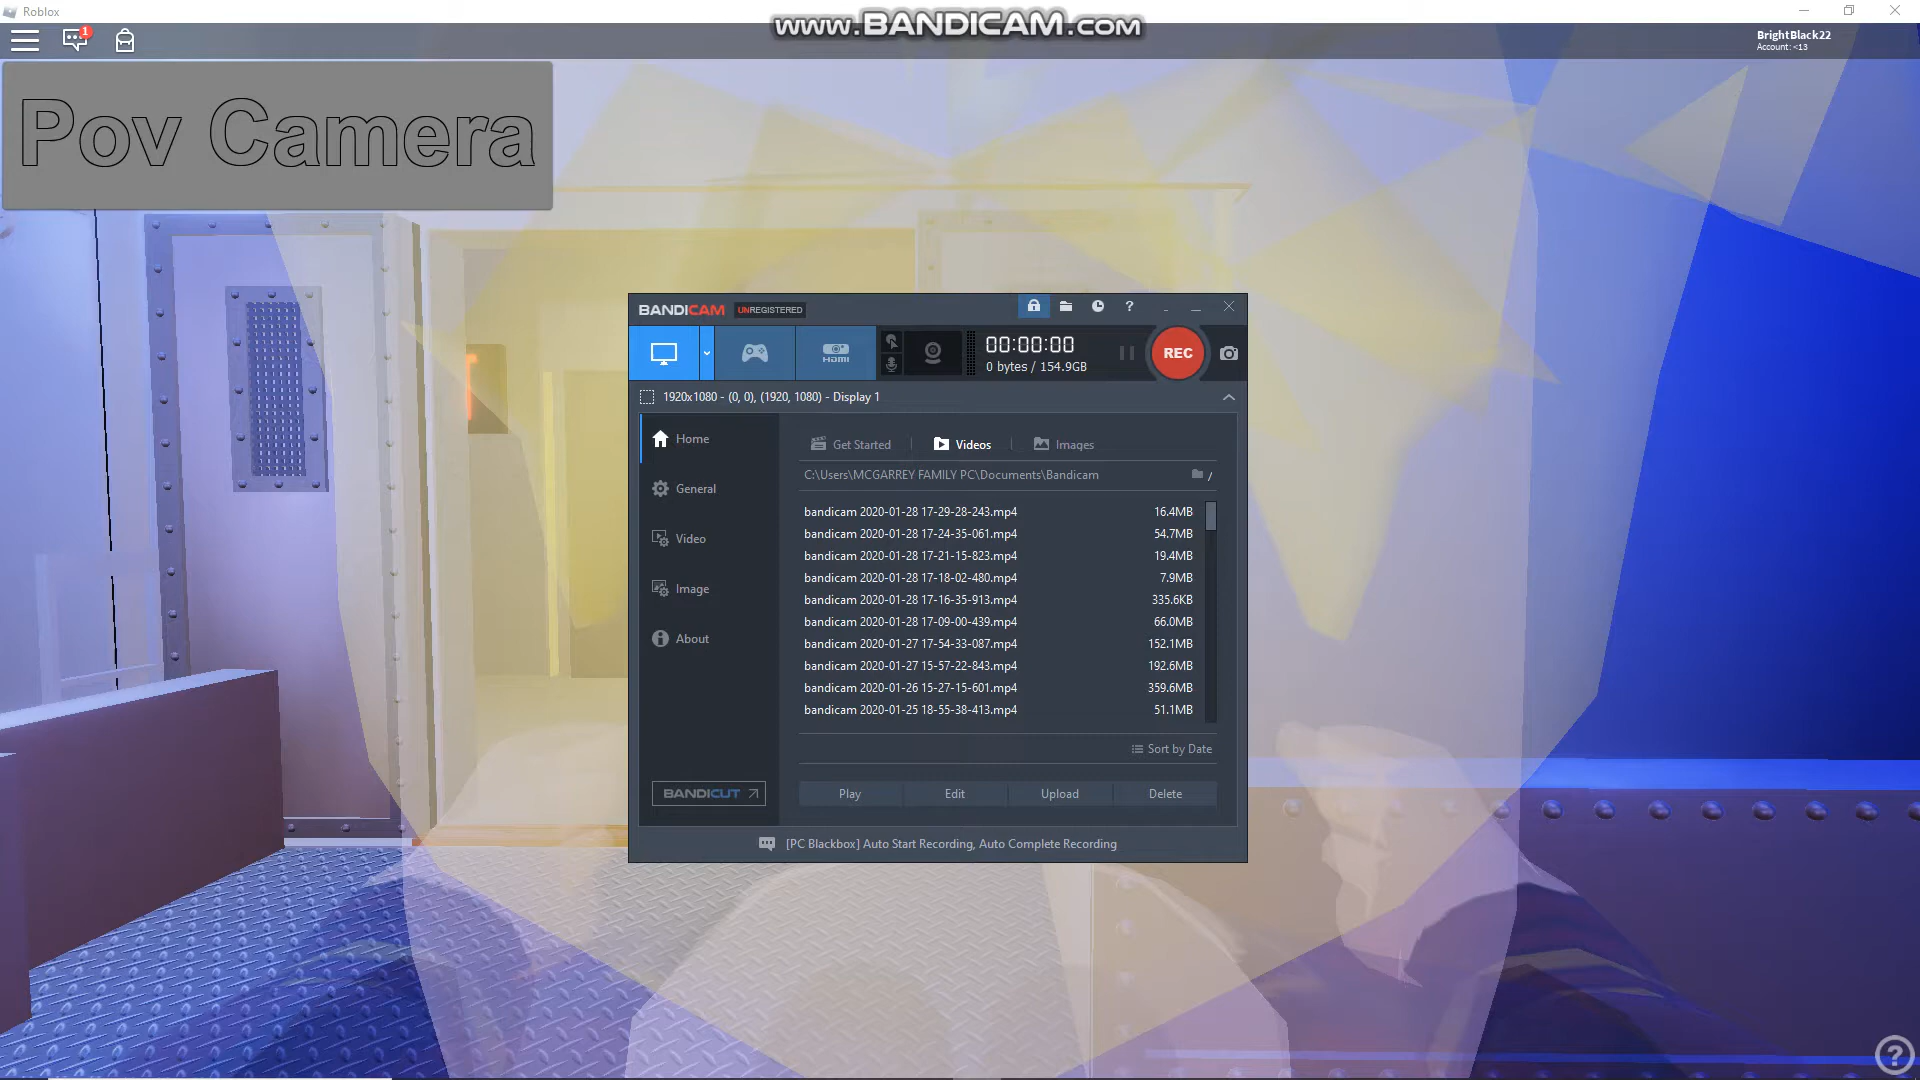 Roblox
www.BANDICAM.com
1
BrightBlack22
Account: <13
Pov Camera
BANDICAM UNREGISTERED
?
HDMI
00:00:00
0 bytes / 154.9GB
REC
1920x1080 - (0, 0), (1920, 1080) - Display 1
Home
General
Video
Image
About
Get Started
Videos
Images
C:\Users\MCGARREY FAMILY PC\Documents\Bandicam
/
bandicam 2020-01-28 17-29-28-243.mp4 16.4MB
bandicam 2020-01-28 17-24-35-061.mp4 54.7MB
bandicam 2020-01-28 17-21-15-823.mp4 19.4MB
bandicam 2020-01-28 17-18-02-480.mp4 7.9MB
bandicam 2020-01-28 17-16-35-913.mp4 335.6KB
bandicam 2020-01-28 17-09-00-439.mp4 66.0MB
bandicam 2020-01-27 17-54-33-087.mp4 152.1MB
bandicam 2020-01-27 15-57-22-843.mp4 192.6MB
bandicam 2020-01-26 15-27-15-601.mp4 359.6MB
bandicam 2020-01-25 18-55-38-413.mp4 51.1MB
Sort by Date
BANDICUT
Play
Edit
Upload
Delete
[PC Blackbox] Auto Start Recording, Auto Complete Recording
?